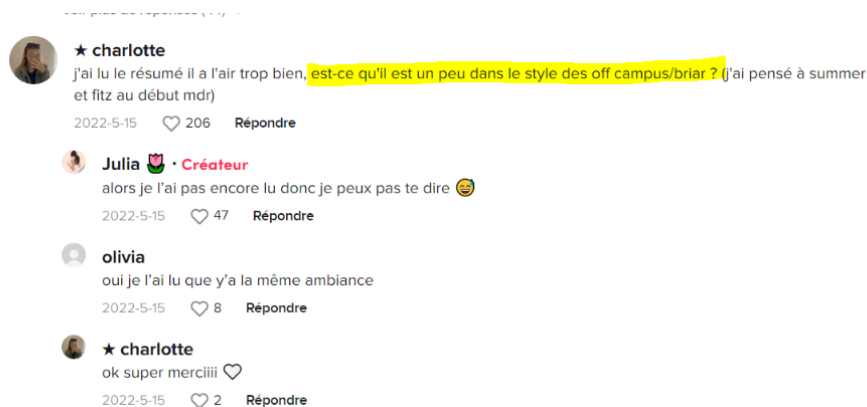 ★ charlotte
j'ai lu le résumé il a l'air trop bien, est-ce qu'il est un peu dans le style des off campus/briar ? (j'ai pensé à summer
et fitz au début mdr)
2022-5-15 206 Répondre
Julia 🌷 · Créateur
alors je l'ai pas encore lu donc je peux pas te dire 😅
2022-5-15 47 Répondre
olivia
oui je l'ai lu que y'a la même ambiance
2022-5-15 8 Répondre
★ charlotte
ok super merciiii ♡
2022-5-15 2 Répondre